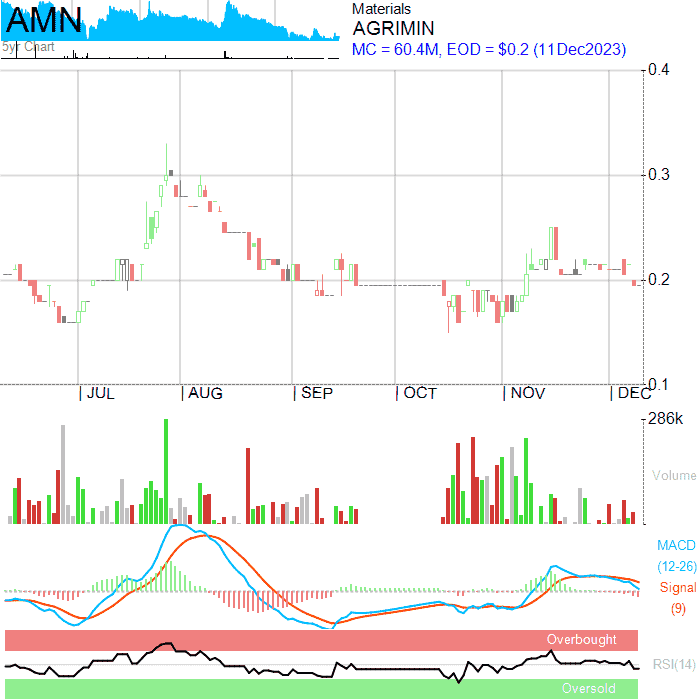 AMN
5yr Chart
Materials
AGRIMIN
MC = 60.4M, EOD = $0.2 (11Dec2023)
0.4
0.3
0.2
0.1
JUL AUG SEP OCT NOV DEC
286k
Volume
MACD
(12-26)
Signal
(9)
Overbought
RSI(14)
Oversold